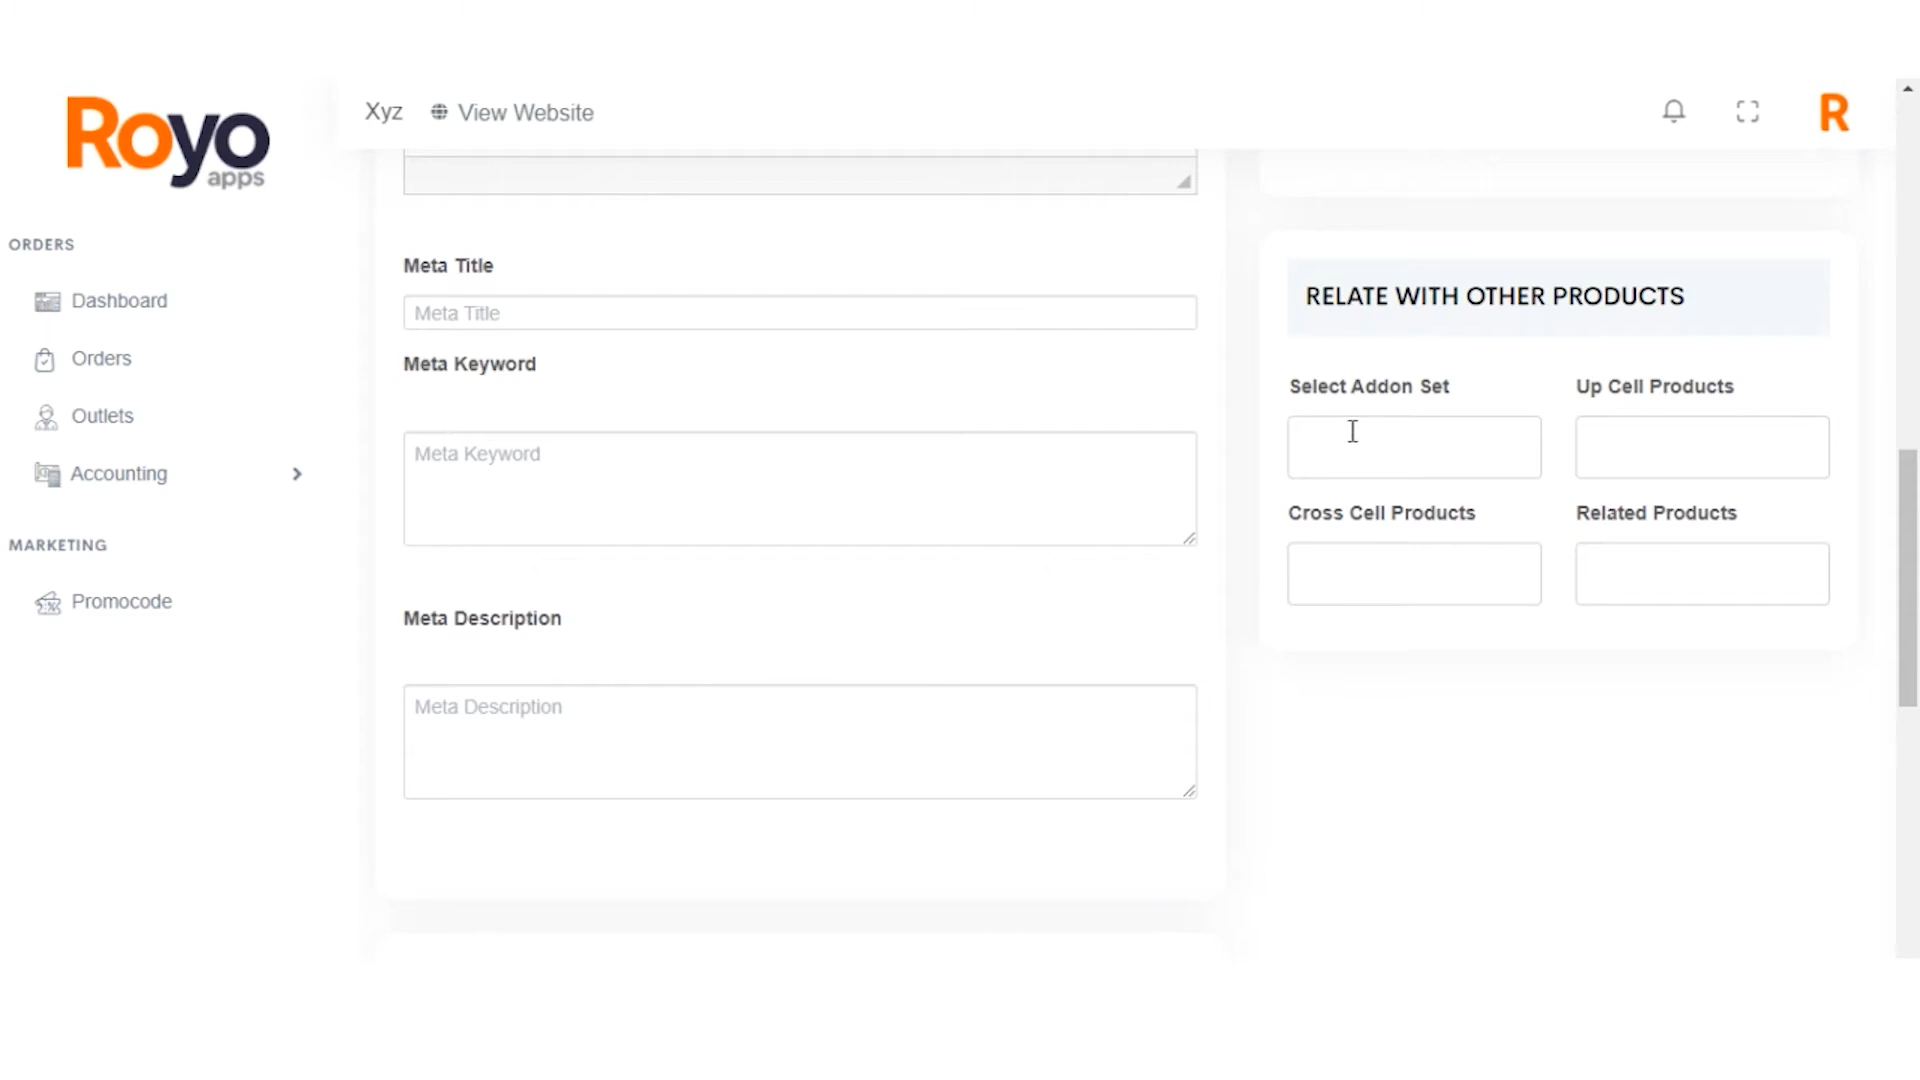 Royo
apps
Xyz
View Website
R
ORDERS
Dashboard
Orders
Outlets
Accounting
MARKETING
Promocode
Meta Title
Meta Title
Meta Keyword
Meta Keyword
Meta Description
Meta Description
RELATE WITH OTHER PRODUCTS
Select Addon Set
Up Cell Products
Cross Cell Products
Related Products